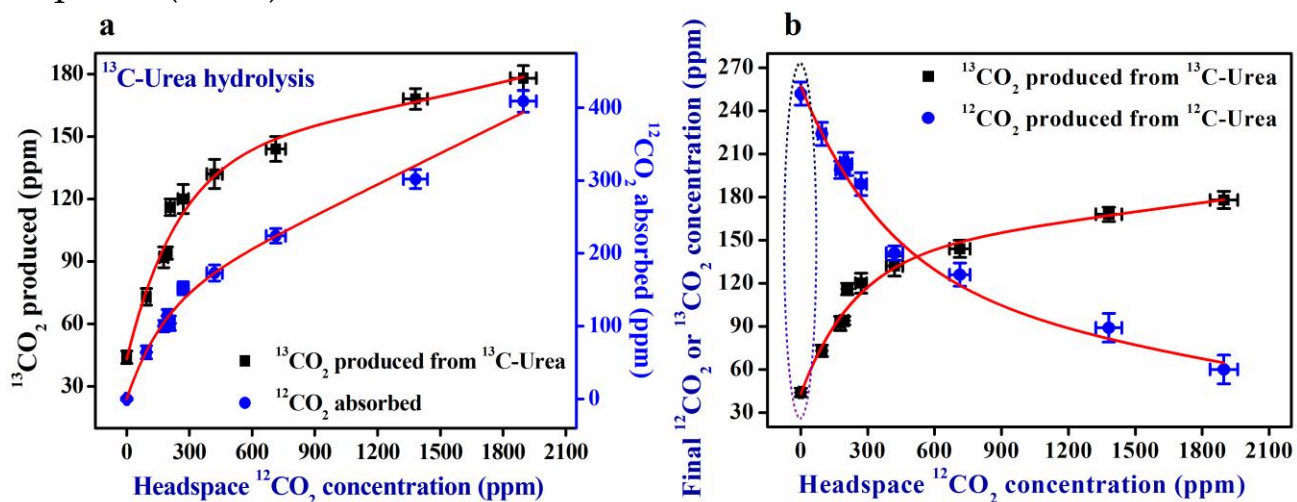 a
¹³C-Urea hydrolysis
¹³CO₂ produced (ppm)
180
150
120
90
60
30
¹³CO₂ produced from ¹³C-Urea
¹²CO₂ absorbed
400
300
200
100
0
¹²CO₂ absorbed (ppm)
0 300 600 900 1200 1500 1800 2100
Headspace ¹²CO₂ concentration (ppm)
b
Final ¹²CO₂ or ¹³CO₂ concentration (ppm)
270
240
210
180
150
120
90
60
30
¹³CO₂ produced from ¹³C-Urea
¹²CO₂ produced from ¹²C-Urea
0 300 600 900 1200 1500 1800 2100
Headspace ¹²CO₂ concentration (ppm)